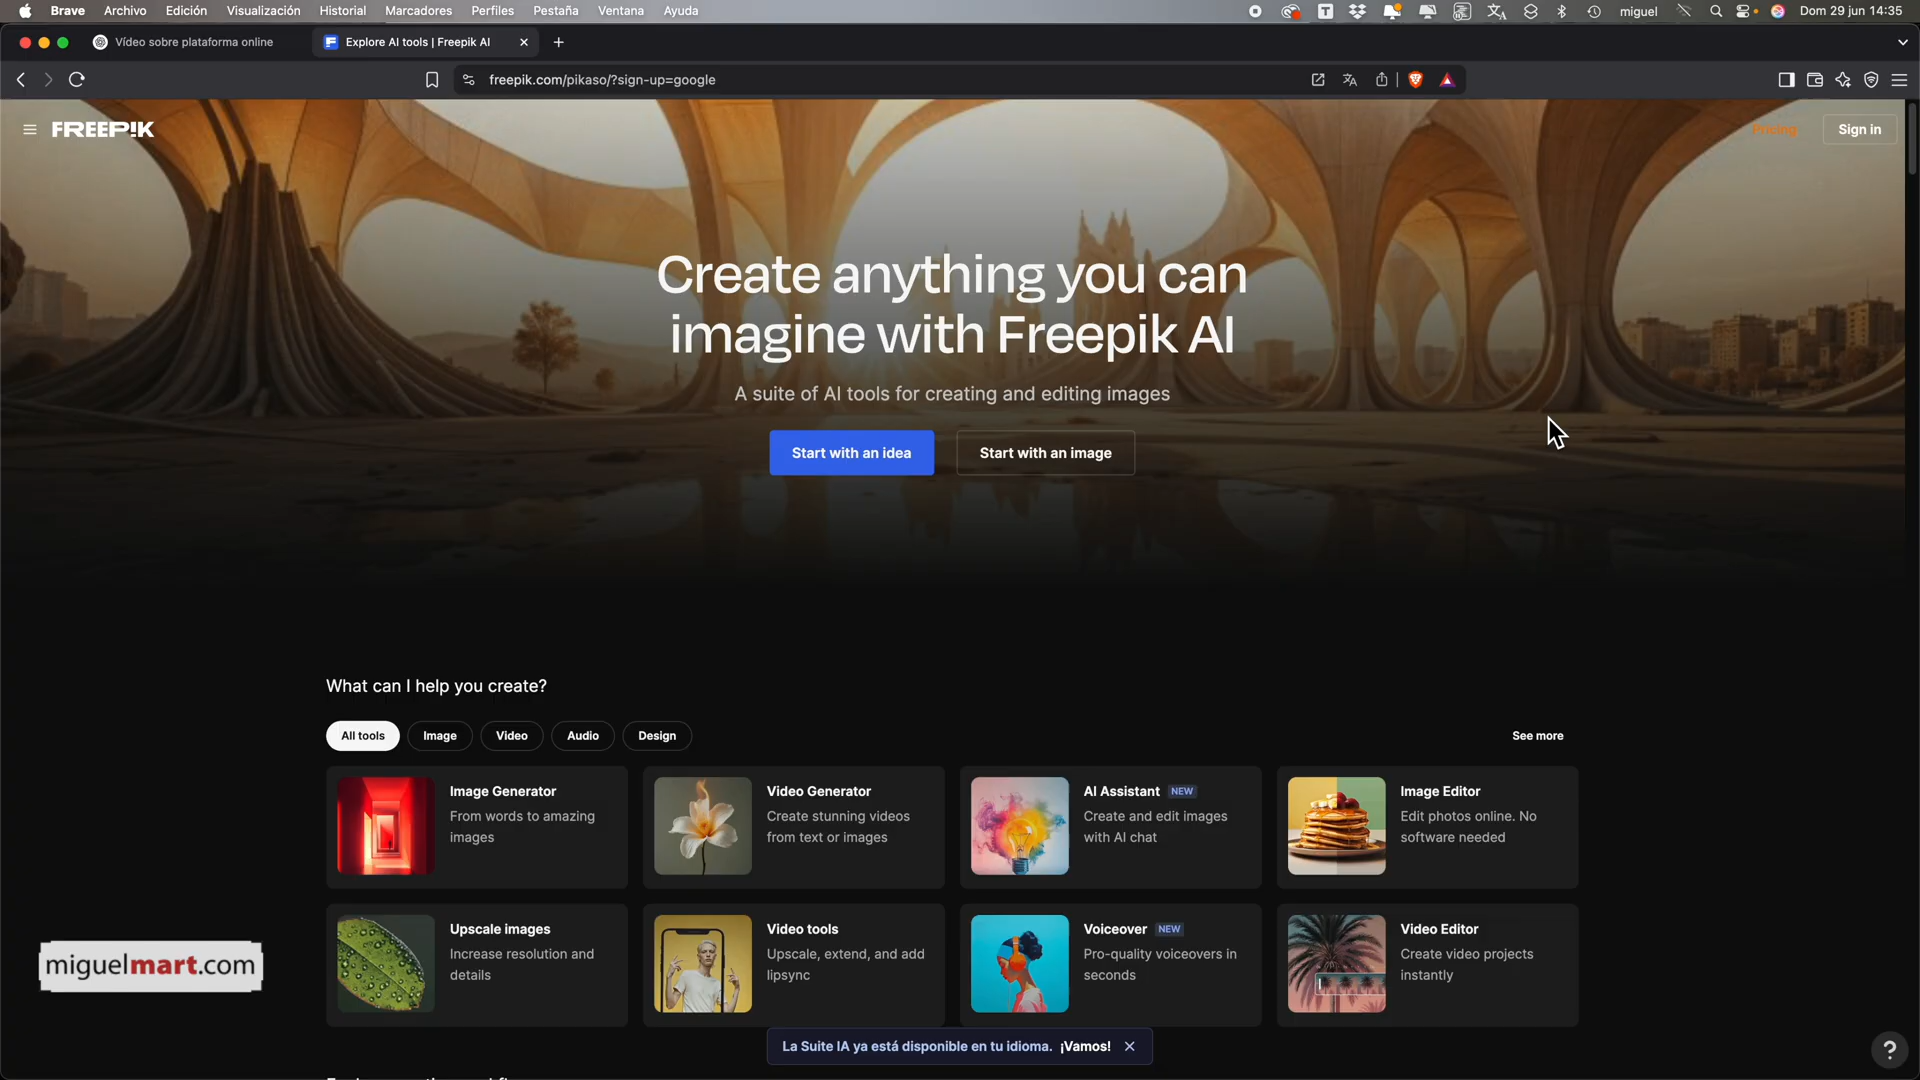 Brave Archivo Edición Visualización Historial Marcadores Perfiles Pestaña Ventana Ayuda miguel Dom 29 jun 14:35
Vídeo sobre plataforma online Explore AI tools | Freepik AI
freepik.com/pikaso/?sign-up=google
FREEPIK Pricing Sign in
Create anything you can
imagine with Freepik AI
A suite of AI tools for creating and editing images
Start with an idea Start with an image
What can I help you create?
All tools Image Video Audio Design See more
Image Generator
From words to amazing
images
Video Generator
Create stunning videos
from text or images
AI Assistant NEW
Create and edit images
with AI chat
Image Editor
Edit photos online. No
software needed
Upscale images
Increase resolution and
details
Video tools
Upscale, extend, and add
lipsync
Voiceover NEW
Pro-quality voiceovers in
seconds
Video Editor
Create video projects
instantly
miguelmart.com
La Suite IA ya está disponible en tu idioma. ¡Vamos!
?